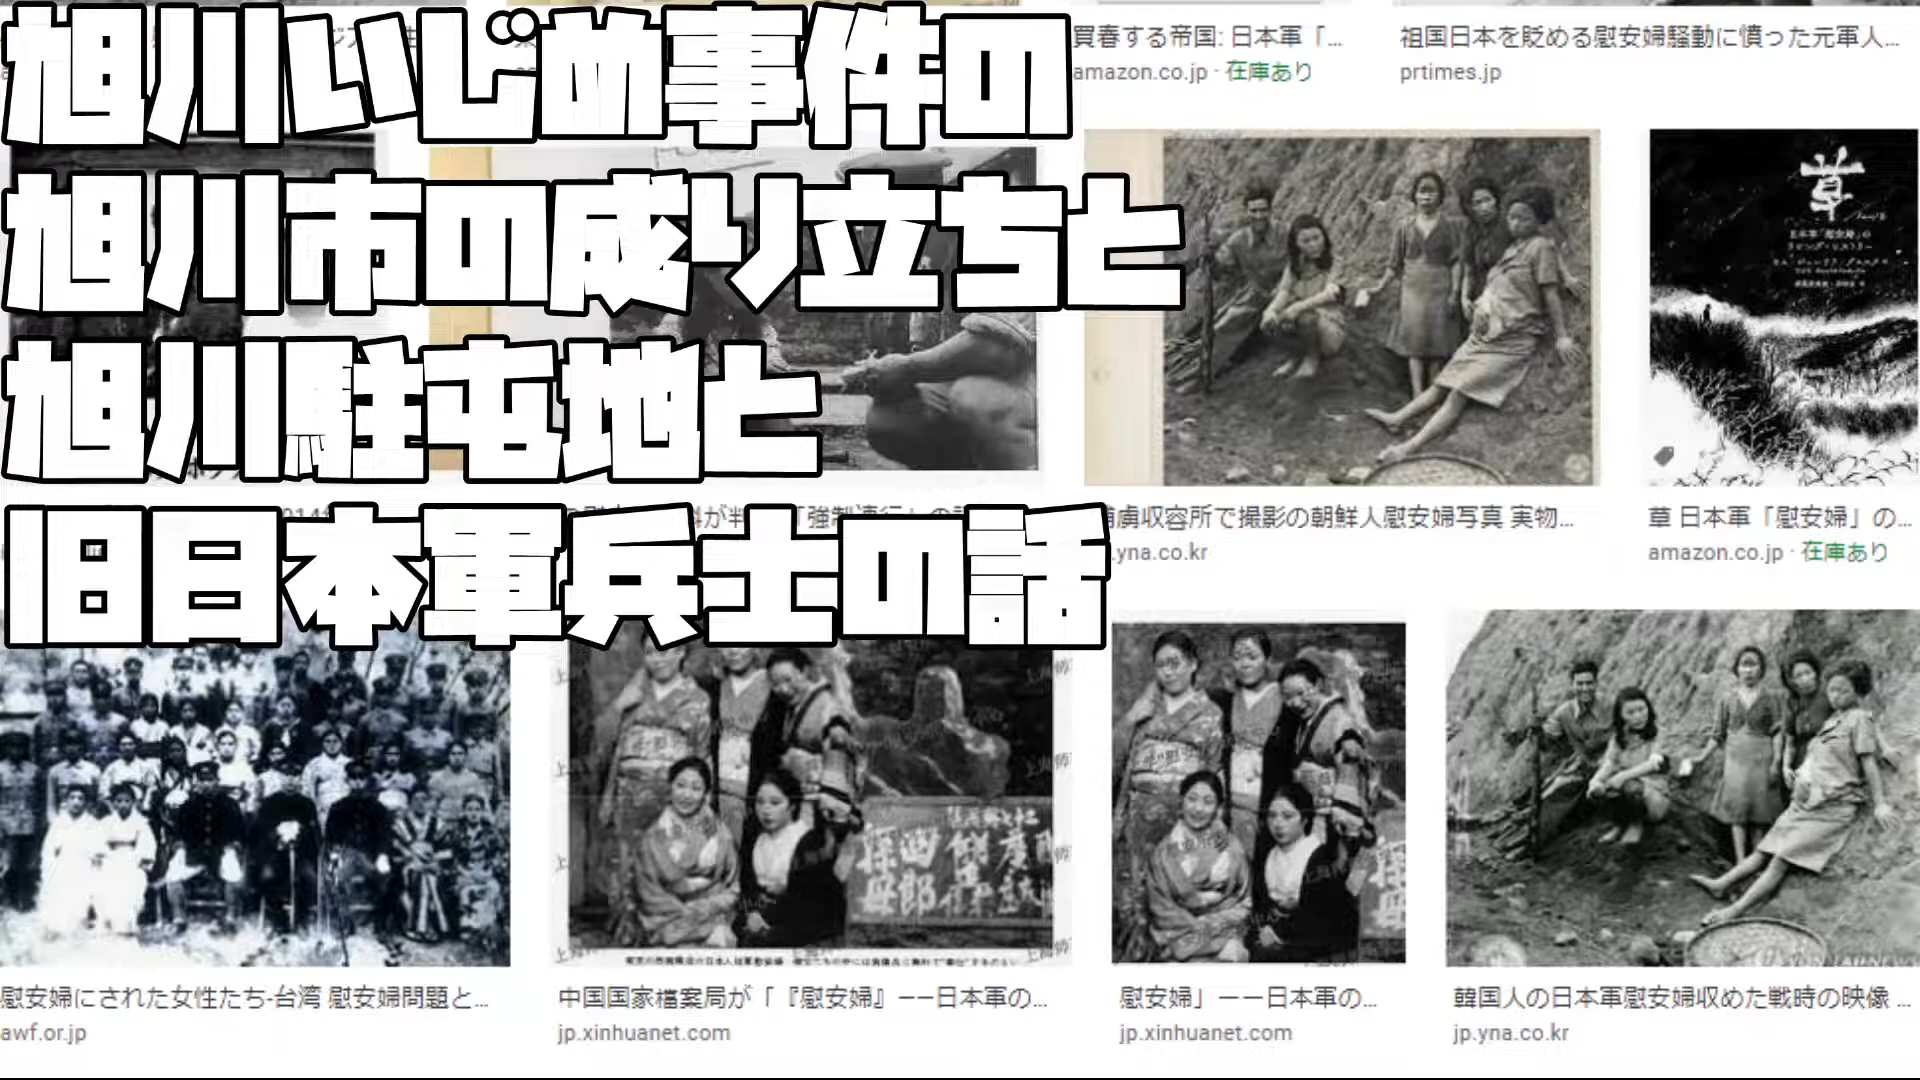 旭川いじめ事件の
旭川市の成り立ちと
旭川駐屯地と
旧日本軍兵士の話
買春する帝国: 日本軍「...
amazon.co.jp · 在庫あり
祖国日本を貶める慰安婦騒動に憤った元軍人...
prtimes.jp
草
日本軍「慰安婦」の
虜収容所で撮影の朝鮮人慰安婦写真 実物...
.yna.co.kr
草 日本軍「慰安婦」の...
amazon.co.jp · 在庫あり
慰安婦にされた女性たち-台湾 慰安婦問題と...
awf.or.jp
中国国家檔案局が「『慰安婦』——日本軍の...
jp.xinhuanet.com
慰安婦」——日本軍の...
jp.xinhuanet.com
韓国人の日本軍慰安婦収めた戦時の映像 ...
jp.yna.co.kr